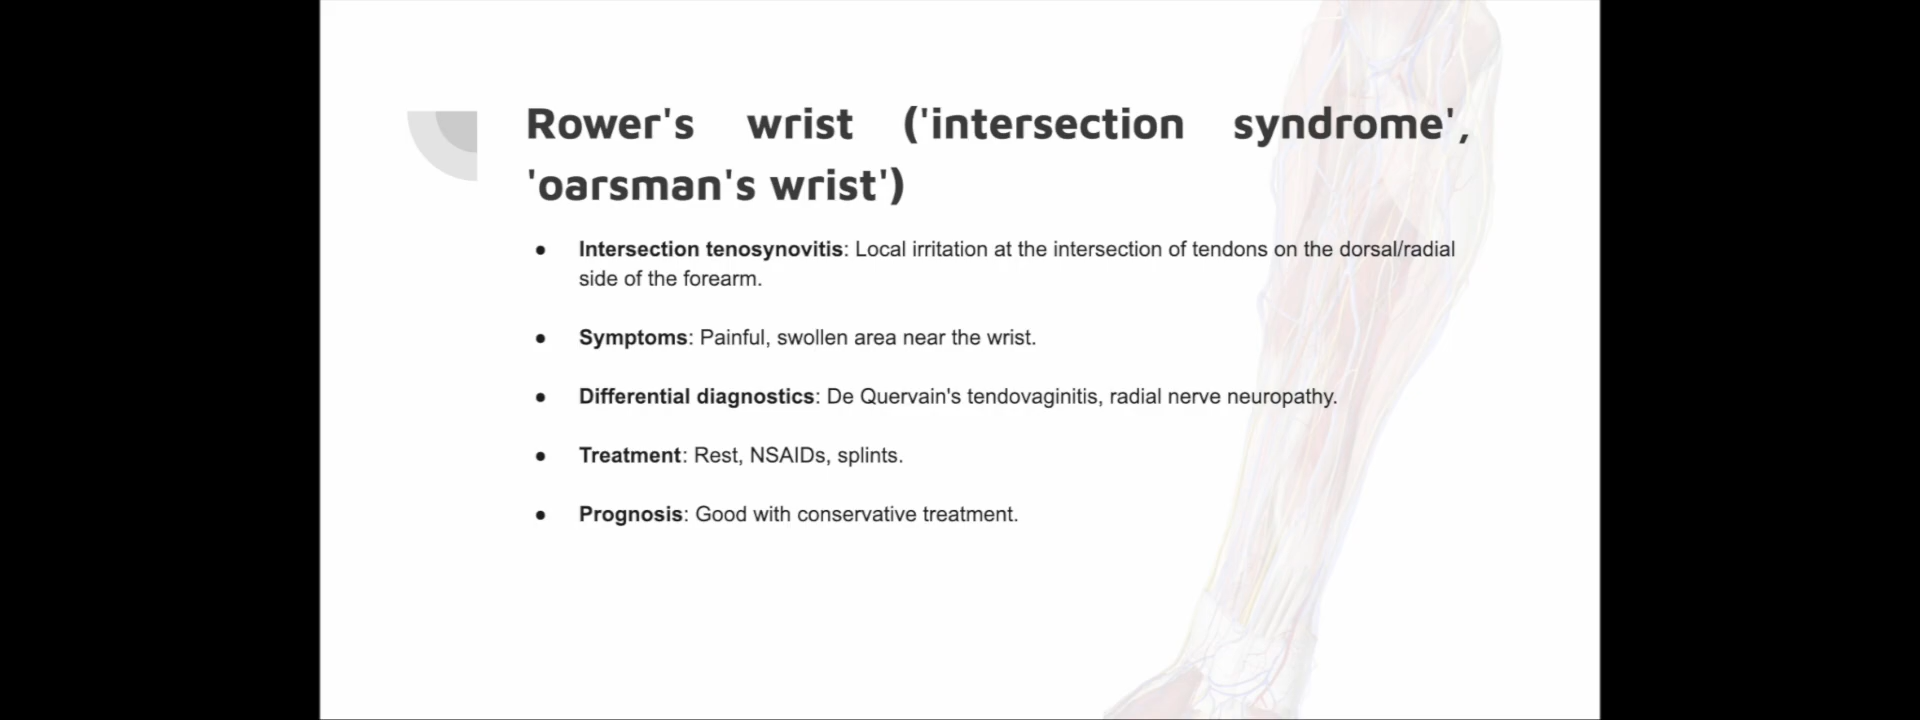 Rower's wrist ('intersection syndrome',
'oarsman's wrist')
● Intersection tenosynovitis: Local irritation at the intersection of tendons on the dorsal/radial
side of the forearm.
● Symptoms: Painful, swollen area near the wrist.
● Differential diagnostics: De Quervain's tendovaginitis, radial nerve neuropathy.
● Treatment: Rest, NSAIDs, splints.
● Prognosis: Good with conservative treatment.